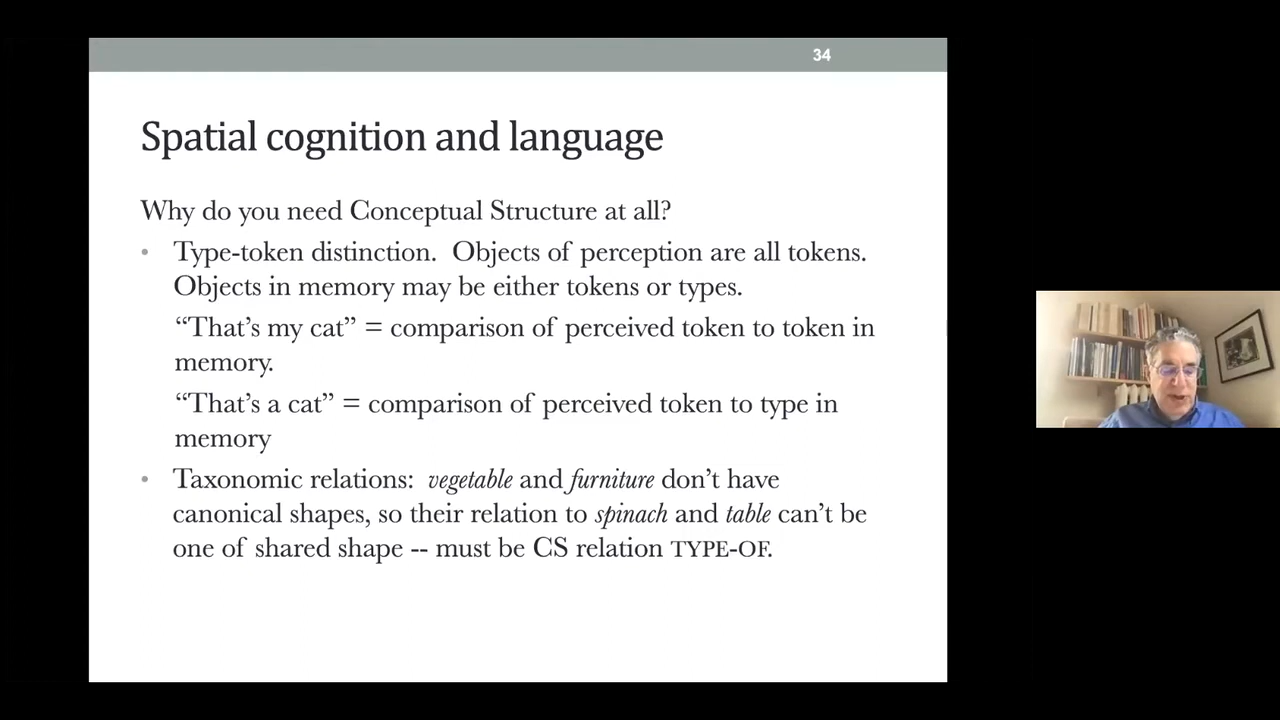 34
Spatial cognition and language
Why do you need Conceptual Structure at all?
• Type-token distinction.  Objects of perception are all tokens.
Objects in memory may be either tokens or types.
“That’s my cat” = comparison of perceived token to token in
memory.
“That’s a cat” = comparison of perceived token to type in
memory
• Taxonomic relations:  vegetable and furniture don’t have
canonical shapes, so their relation to spinach and table can’t be
one of shared shape -- must be CS relation TYPE-OF.